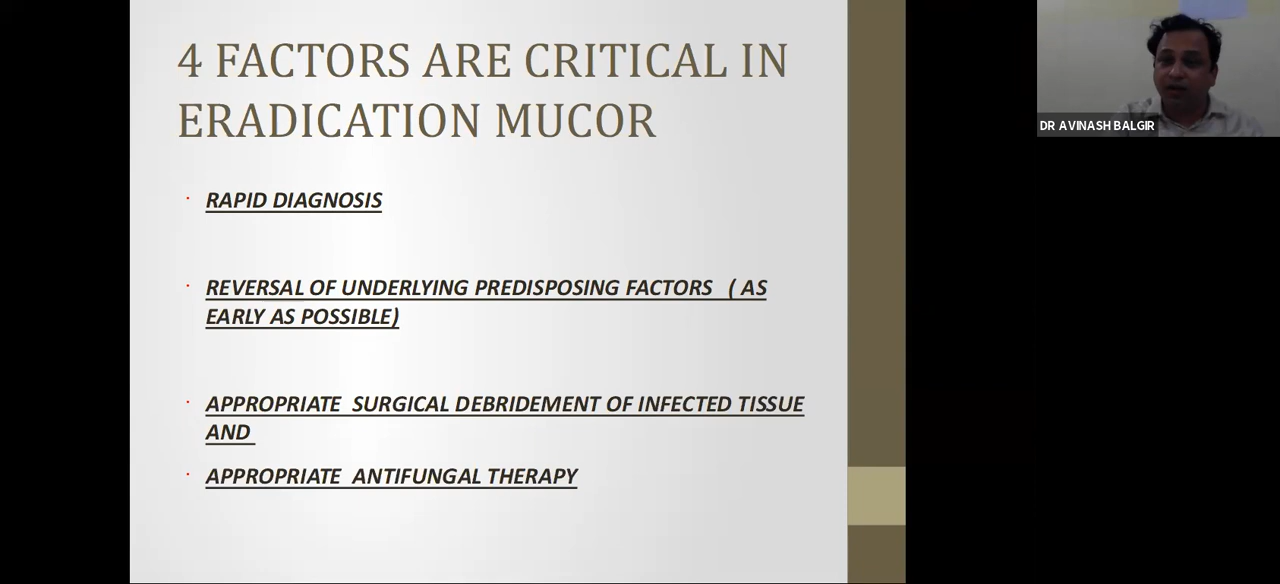 4 FACTORS ARE CRITICAL IN
ERADICATION MUCOR
RAPID DIAGNOSIS
REVERSAL OF UNDERLYING PREDISPOSING FACTORS ( AS
EARLY AS POSSIBLE)
APPROPRIATE SURGICAL DEBRIDEMENT OF INFECTED TISSUE
AND
APPROPRIATE ANTIFUNGAL THERAPY
DR AVINASH BALGIR